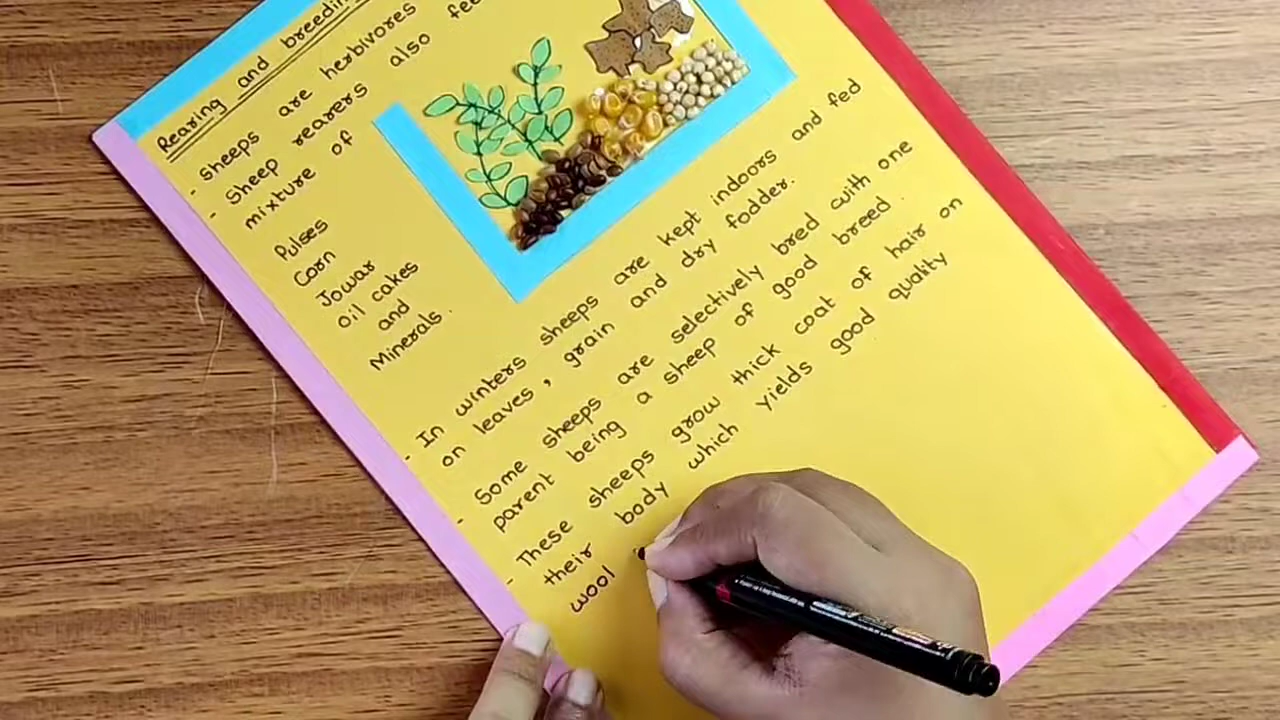 Rearing and breeding
- Sheeps are herbivores
- Sheep rearers also fee
mixture of
Pulses
Corn
Jowar
Oil cakes
and
Minerals.
- In winters sheeps are kept indoors and fed
on leaves, grain and dry fodder.
- Some sheeps are selectively bred with one
parent being a sheep of good breed
- These sheeps grow thick coat of hair on
their body which yields good quality
wool